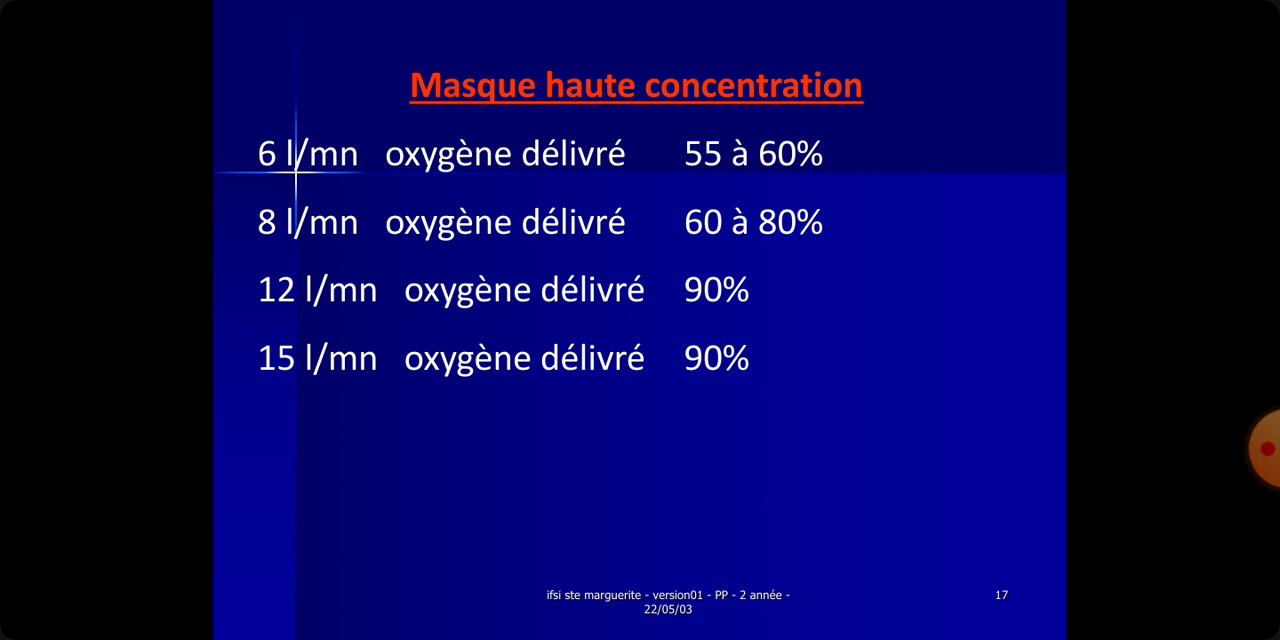 Masque haute concentration
6 l/mn oxygène délivré 55 à 60%
8 l/mn oxygène délivré 60 à 80%
12 l/mn oxygène délivré 90%
15 l/mn oxygène délivré 90%
ifsi ste marguerite - version01 - PP - 2 année -
22/05/03
17